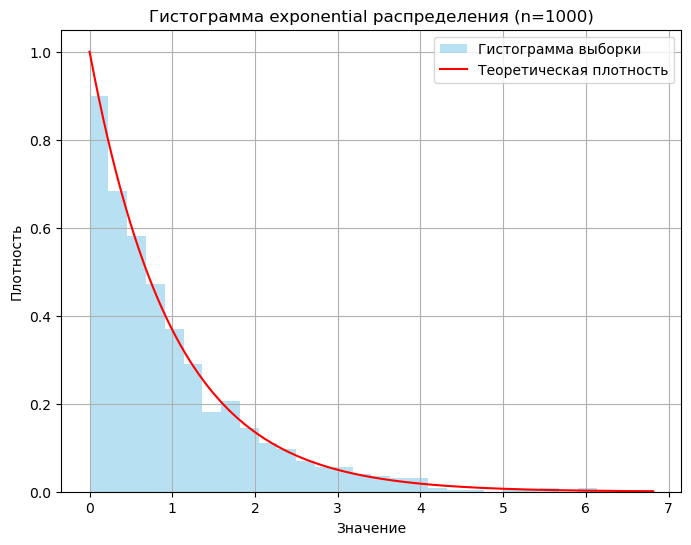 Гистограмма exponential распределения (n=1000)
Гистограмма выборки
Теоретическая плотность
Плотность
1.0
0.8
0.6
0.4
0.2
0.0
0 1 2 3 4 5 6 7
Значение